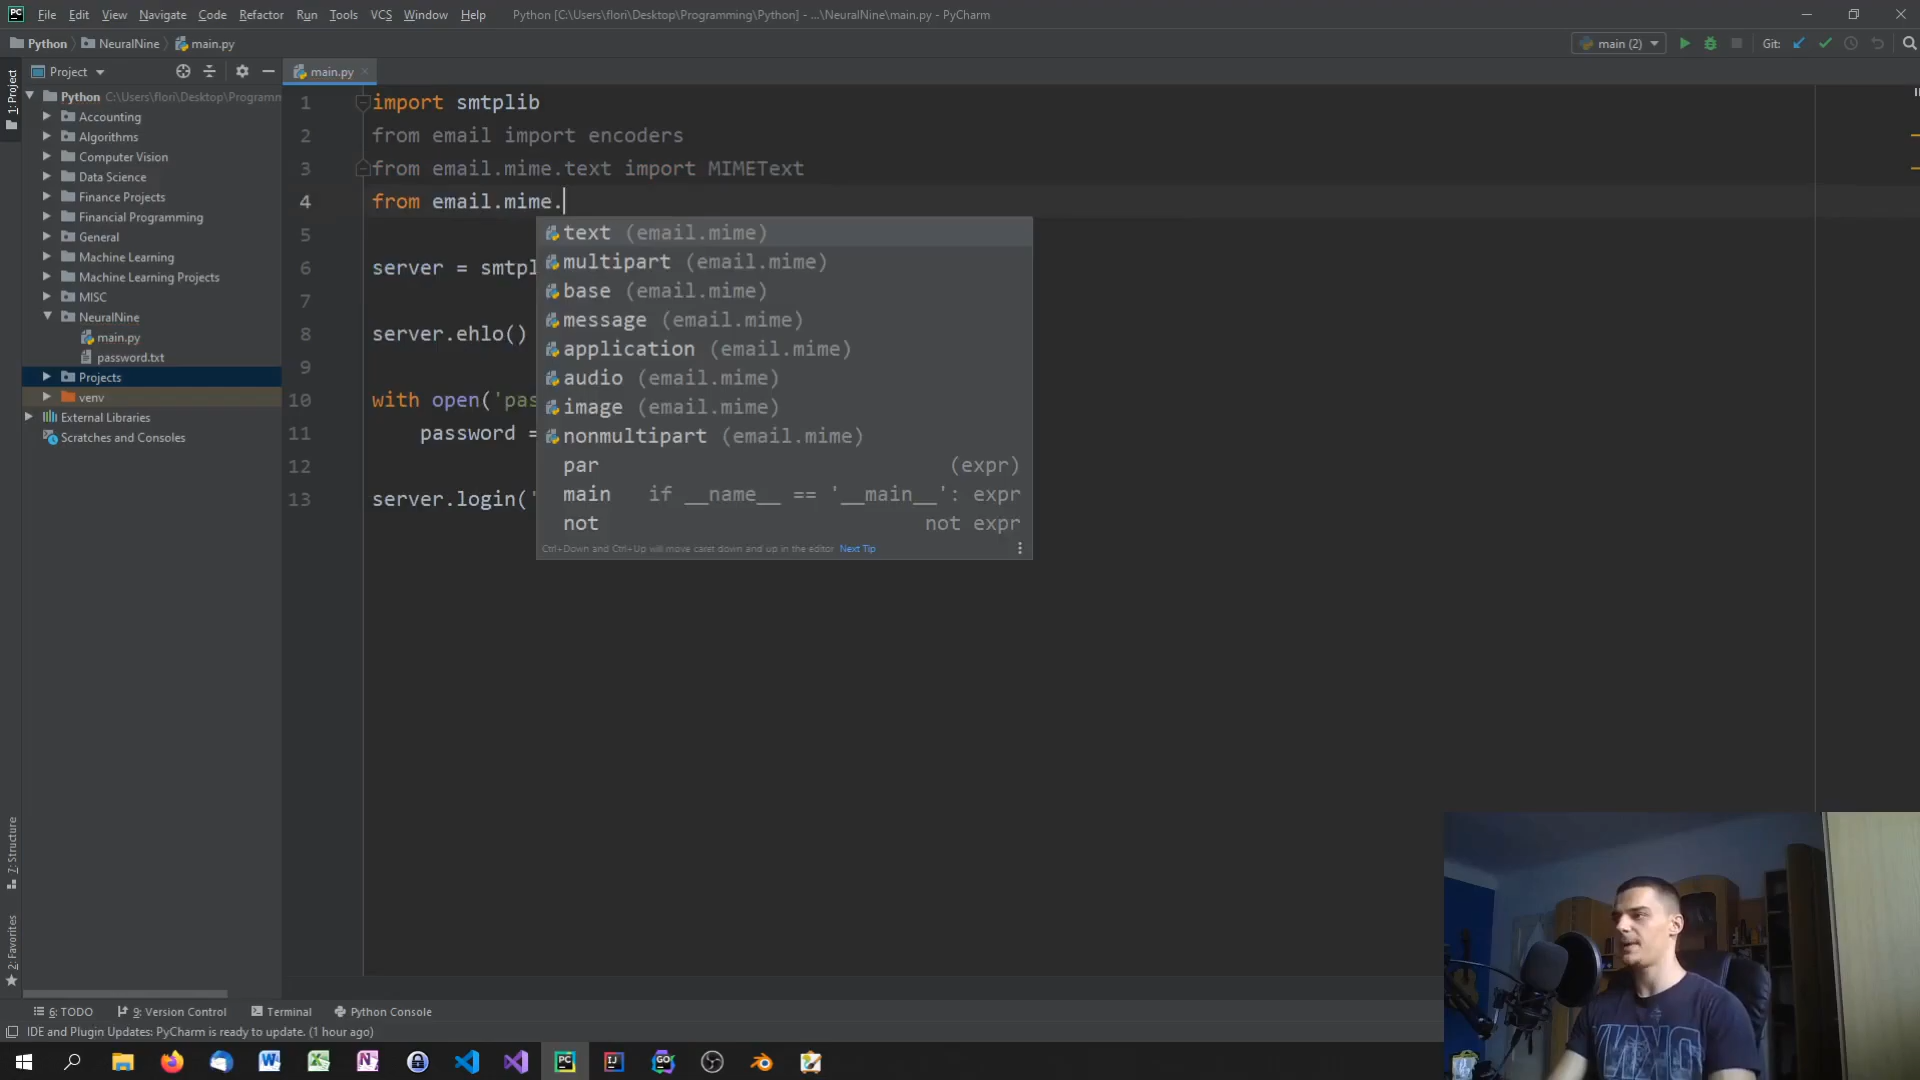 PC File Edit View Navigate Code Refactor Run Tools VCS Window Help Python [C:\Users\flori\Desktop\Programming\Python] - ...\NeuralNine\main.py - PyCharm
Python NeuralNine main.py main (2) Git:
Project main.py
1: Project
Python C:\Users\flori\Desktop\Programm
Accounting
Algorithms
Computer Vision
Data Science
Finance Projects
Financial Programming
General
Machine Learning
Machine Learning Projects
MISC
NeuralNine
main.py
password.txt
Projects
venv
External Libraries
Scratches and Consoles
1 import smtplib
2 from email import encoders
3 from email.mime.text import MIMEText
4 from email.mime.
5
6 server = smtpl
7
8 server.ehlo()
9
10 with open('pas
11 password =
12
13 server.login('
text (email.mime)
multipart (email.mime)
base (email.mime)
message (email.mime)
application (email.mime)
audio (email.mime)
image (email.mime)
nonmultipart (email.mime)
par (expr)
main if __name__ == '__main__': expr
not not expr
Ctrl+Down and Ctrl+Up will move caret down and up in the editor Next Tip
7: Structure
2: Favorites
6: TODO 9: Version Control Terminal Python Console
IDE and Plugin Updates: PyCharm is ready to update. (1 hour ago)
PC IJ GO